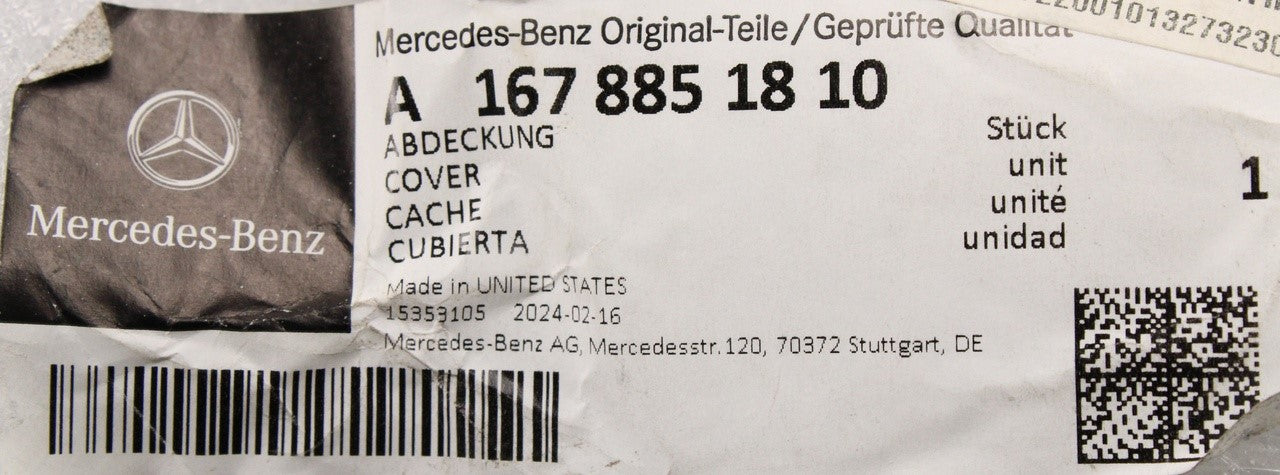 Mercedes-Benz Original-Teile/Geprüfte Qualität
A 167 885 18 10
ABDECKUNG
COVER
CACHE
CUBIERTA
Stück
unit
unité
unidad
1
Made in UNITED STATES
15353105 2024-02-16
Mercedes-Benz AG, Mercedesstr.120, 70372 Stuttgart, DE
Mercedes-Benz